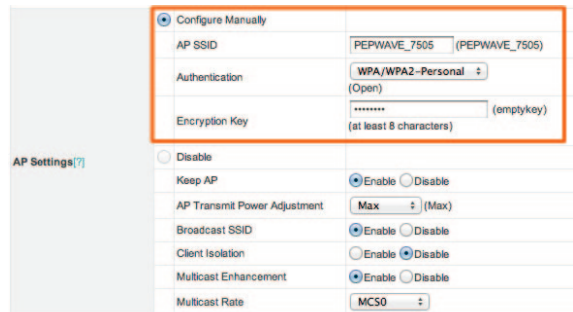 Configure Manually
AP SSID PEPWAVE_7505 (PEPWAVE_7505)
Authentication WPA/WPA2-Personal
(Open)
Encryption Key •••••••• (emptykey)
(at least 8 characters)
AP Settings[?]
Disable
Keep AP Enable Disable
AP Transmit Power Adjustment Max (Max)
Broadcast SSID Enable Disable
Client Isolation Enable Disable
Multicast Enhancement Enable Disable
Multicast Rate MCS0